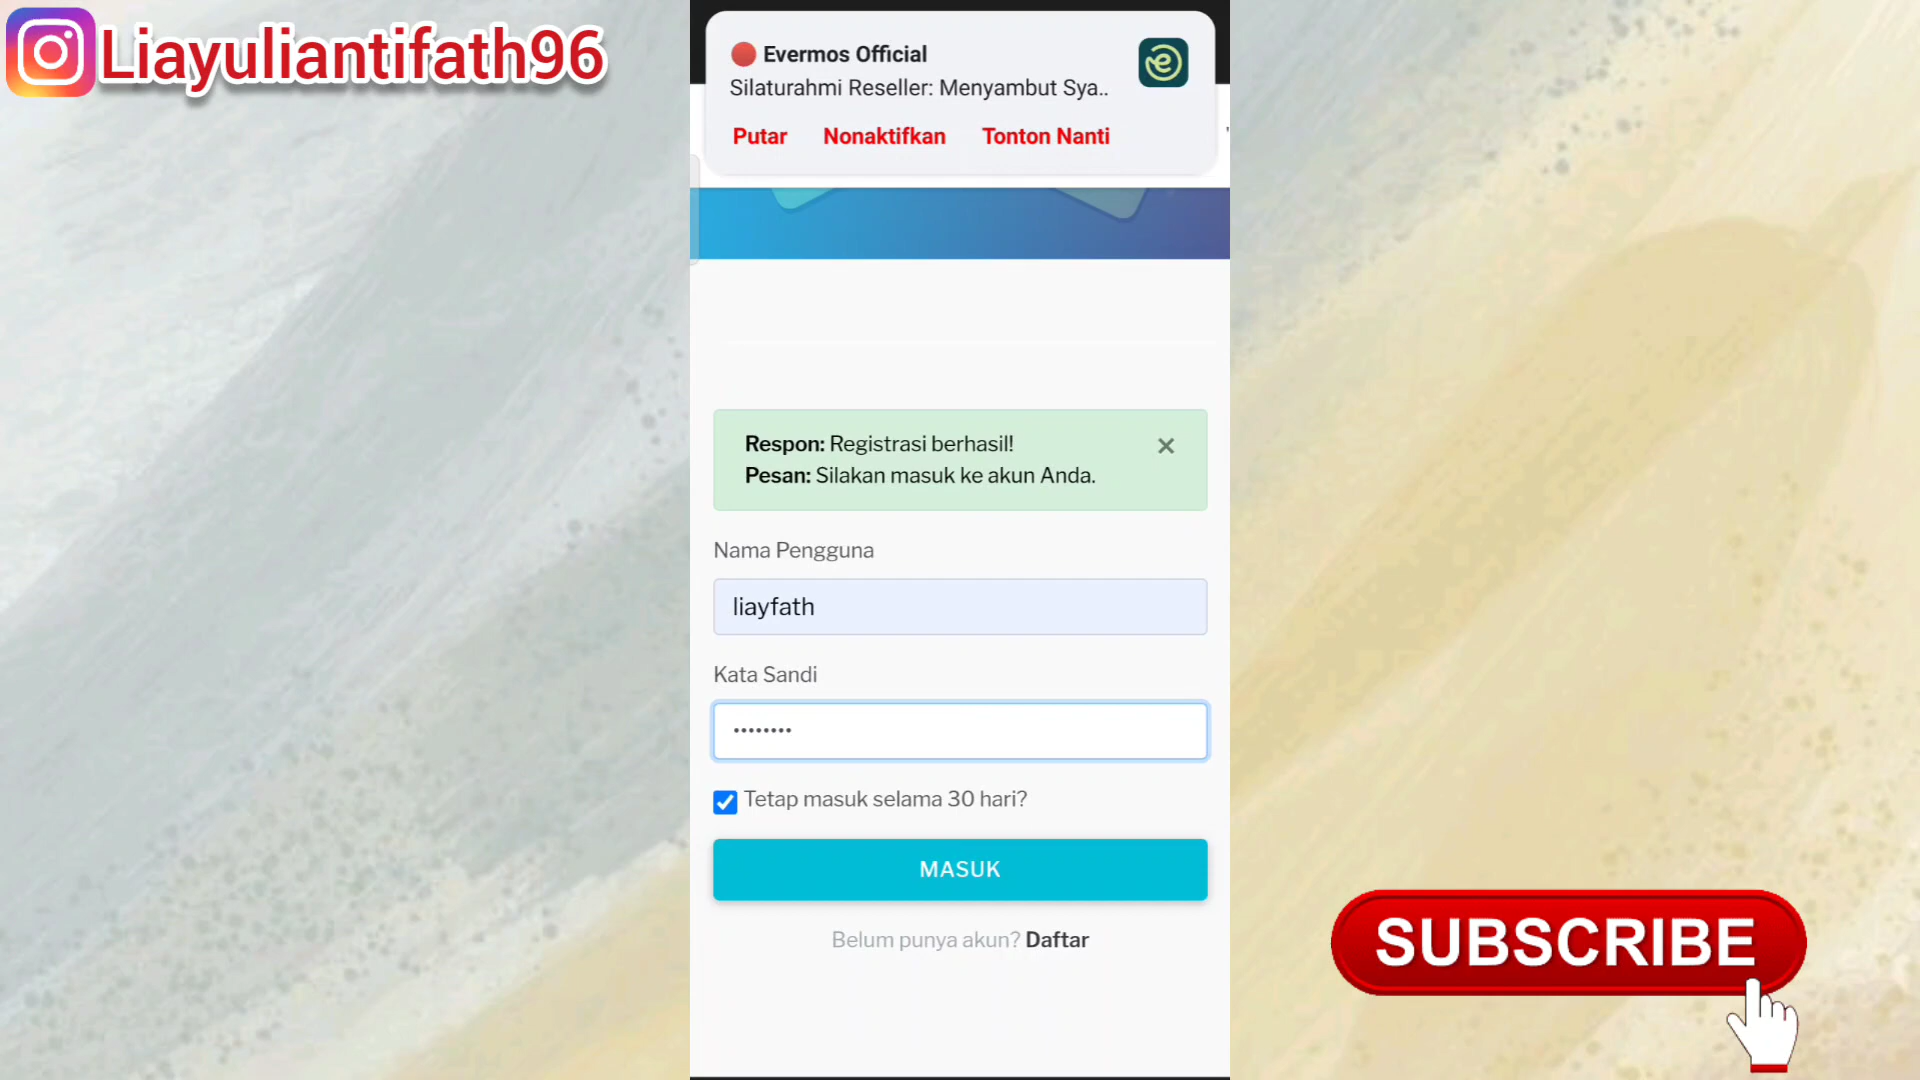 Liayuliantifath96
Evermos Official
Silaturahmi Reseller: Menyambut Sya..
Putar Nonaktifkan Tonton Nanti
Respon: Registrasi berhasil!
Pesan: Silakan masuk ke akun Anda.
Nama Pengguna
liayfath
Kata Sandi
••••••••
Tetap masuk selama 30 hari?
MASUK
Belum punya akun? Daftar
SUBSCRIBE